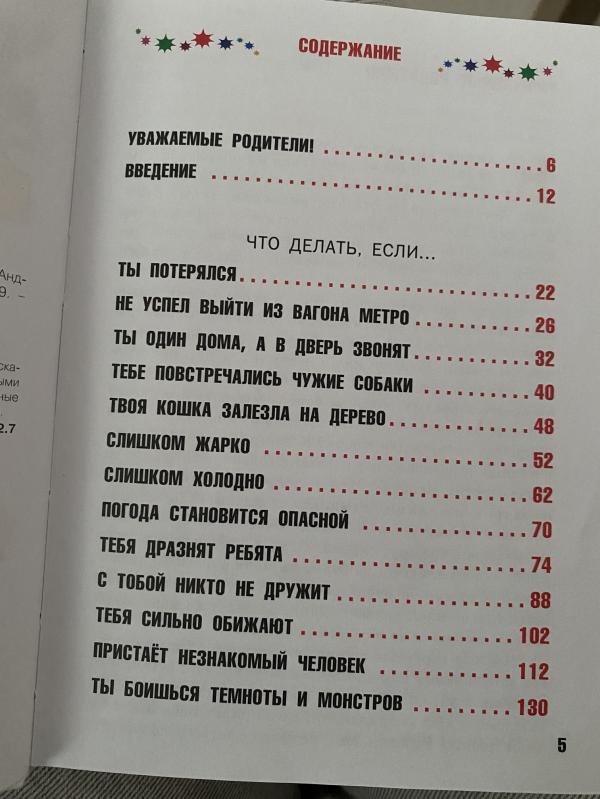 СОДЕРЖАНИЕ
УВАЖАЕМЫЕ РОДИТЕЛИ! 6
ВВЕДЕНИЕ 12
ЧТО ДЕЛАТЬ, ЕСЛИ...
ТЫ ПОТЕРЯЛСЯ 22
НЕ УСПЕЛ ВЫЙТИ ИЗ ВАГОНА МЕТРО 26
ТЫ ОДИН ДОМА, А В ДВЕРЬ ЗВОНЯТ 32
ТЕБЕ ПОВСТРЕЧАЛИСЬ ЧУЖИЕ СОБАКИ 40
ТВОЯ КОШКА ЗАЛЕЗЛА НА ДЕРЕВО 48
СЛИШКОМ ЖАРКО 52
СЛИШКОМ ХОЛОДНО 62
ПОГОДА СТАНОВИТСЯ ОПАСНОЙ 70
ТЕБЯ ДРАЗНЯТ РЕБЯТА 74
С ТОБОЙ НИКТО НЕ ДРУЖИТ 88
ТЕБЯ СИЛЬНО ОБИЖАЮТ 102
ПРИСТАЁТ НЕЗНАКОМЫЙ ЧЕЛОВЕК 112
ТЫ БОИШЬСЯ ТЕМНОТЫ И МОНСТРОВ 130
5